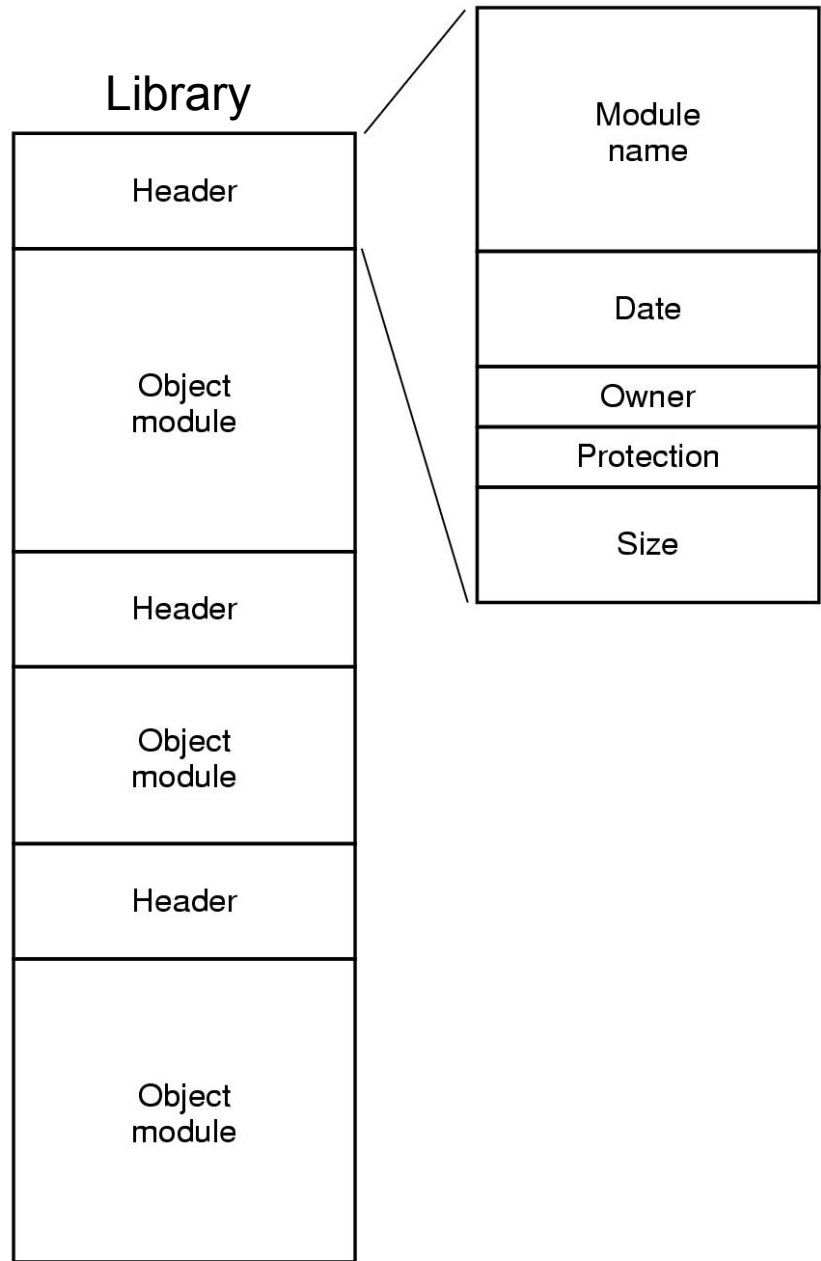 Library
Header
Object
module
Header
Object
module
Header
Object
module
Module
name
Date
Owner
Protection
Size